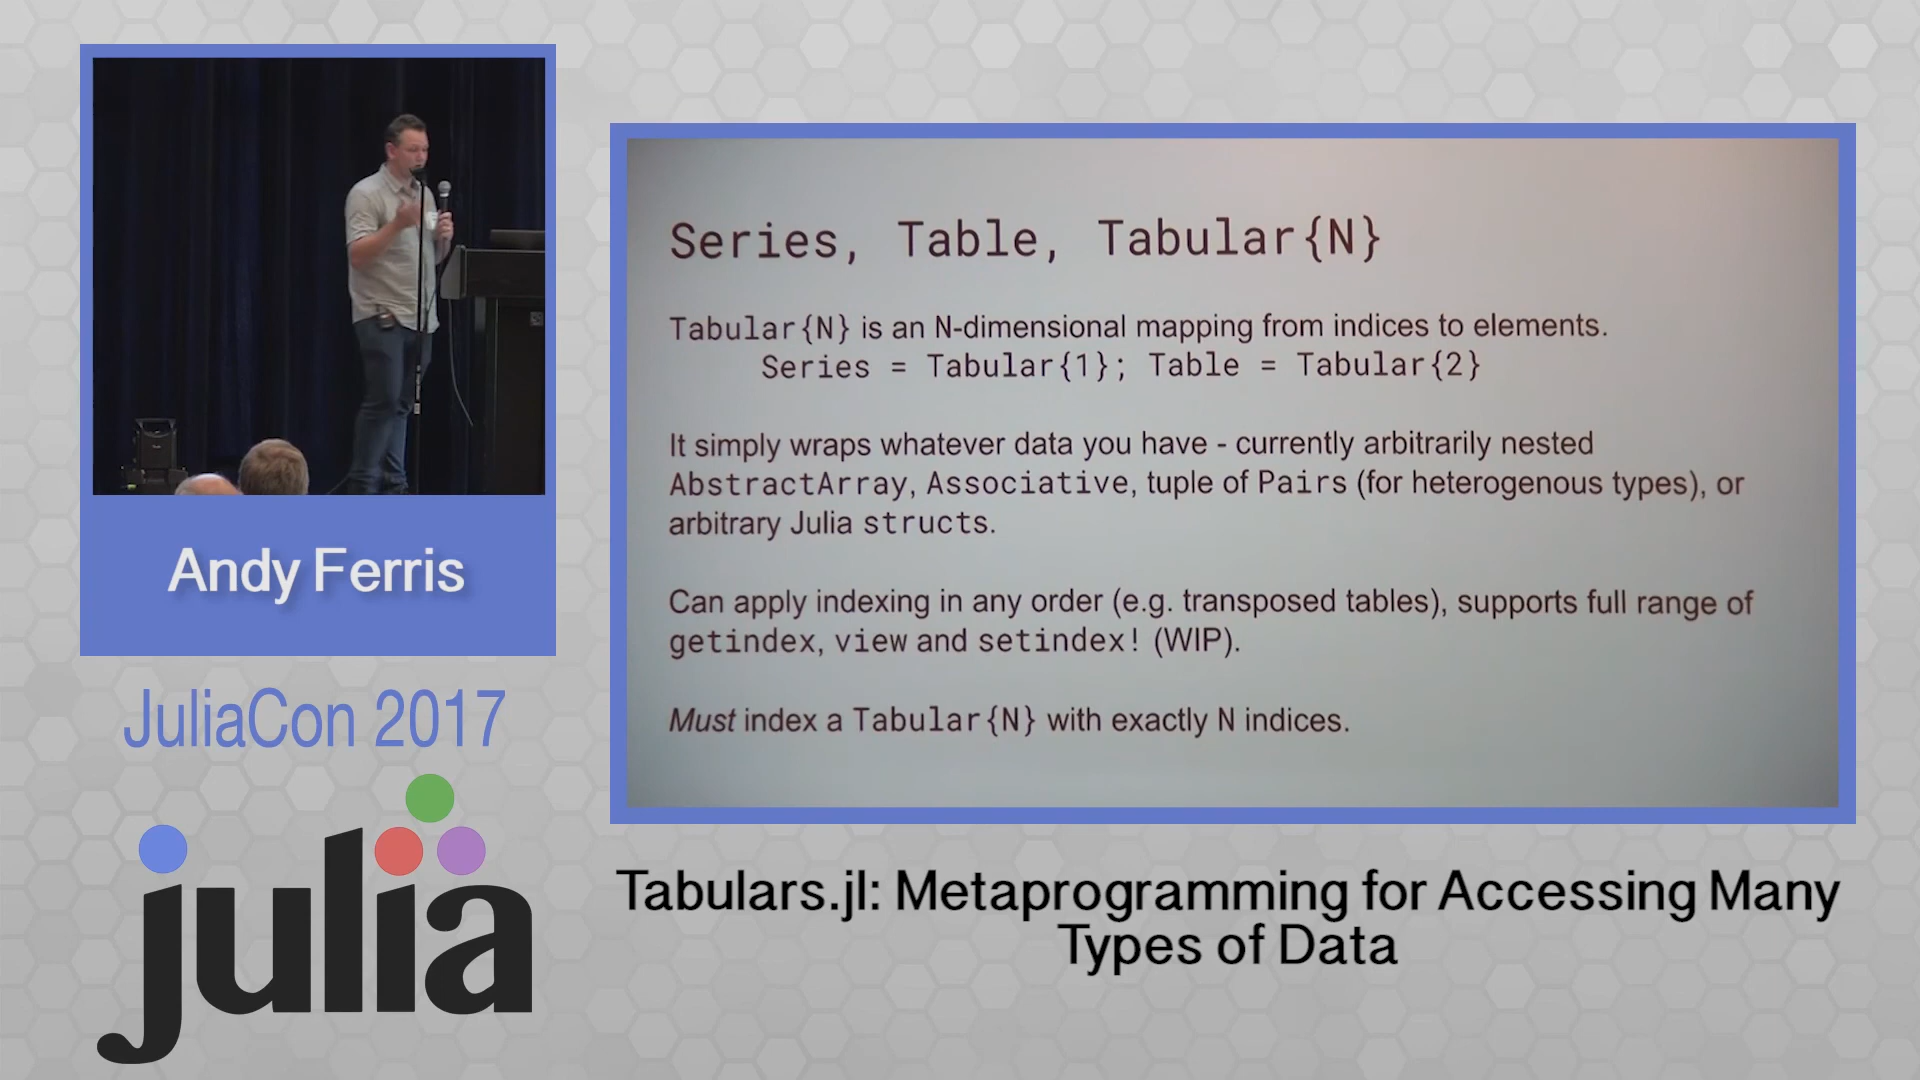 Andy Ferris
JuliaCon 2017
julia
Series, Table, Tabular{N}
Tabular{N} is an N-dimensional mapping from indices to elements.
Series = Tabular{1}; Table = Tabular{2}
It simply wraps whatever data you have - currently arbitrarily nested
AbstractArray, Associative, tuple of Pairs (for heterogenous types), or
arbitrary Julia structs.
Can apply indexing in any order (e.g. transposed tables), supports full range of
getindex, view and setindex! (WIP).
Must index a Tabular{N} with exactly N indices.
Tabulars.jl: Metaprogramming for Accessing Many
Types of Data